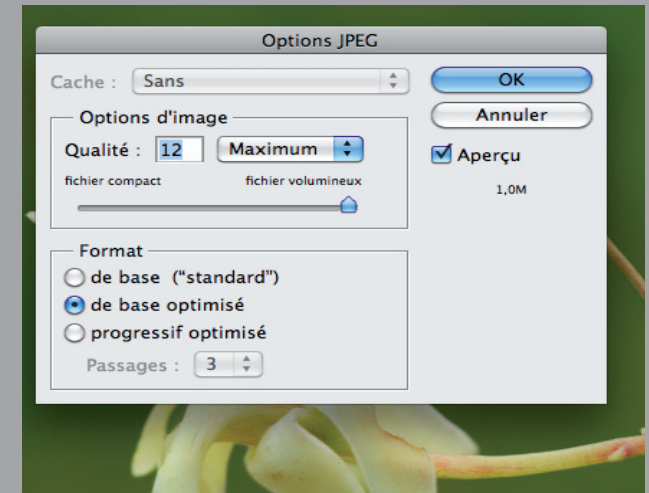 Options JPEG
Cache : Sans
OK
Options d'image
Annuler
Qualité : 12 Maximum
Aperçu
fichier compact fichier volumineux
1,0M
Format
de base ("standard")
de base optimisé
progressif optimisé
Passages : 3